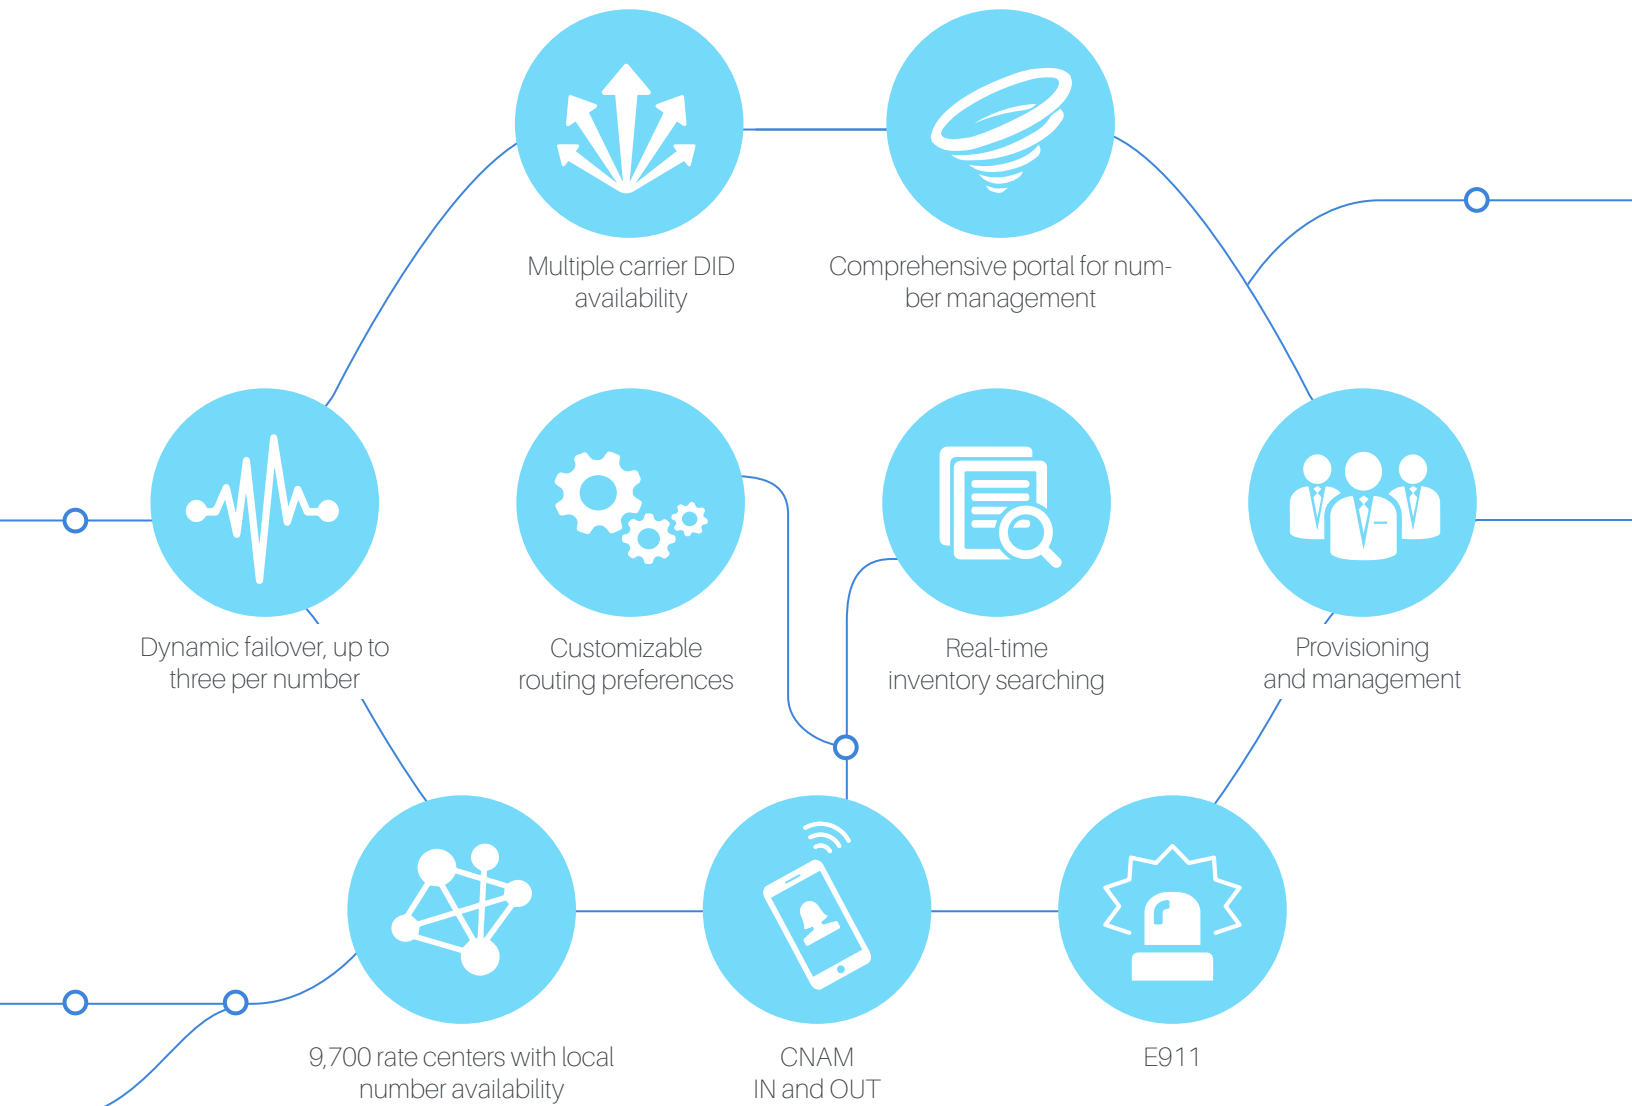 Multiple carrier DID
availability
Comprehensive portal for num-
ber management
Dynamic failover, up to
three per number
Customizable
routing preferences
Real-time
inventory searching
Provisioning
and management
9,700 rate centers with local
number availability
CNAM
IN and OUT
E911